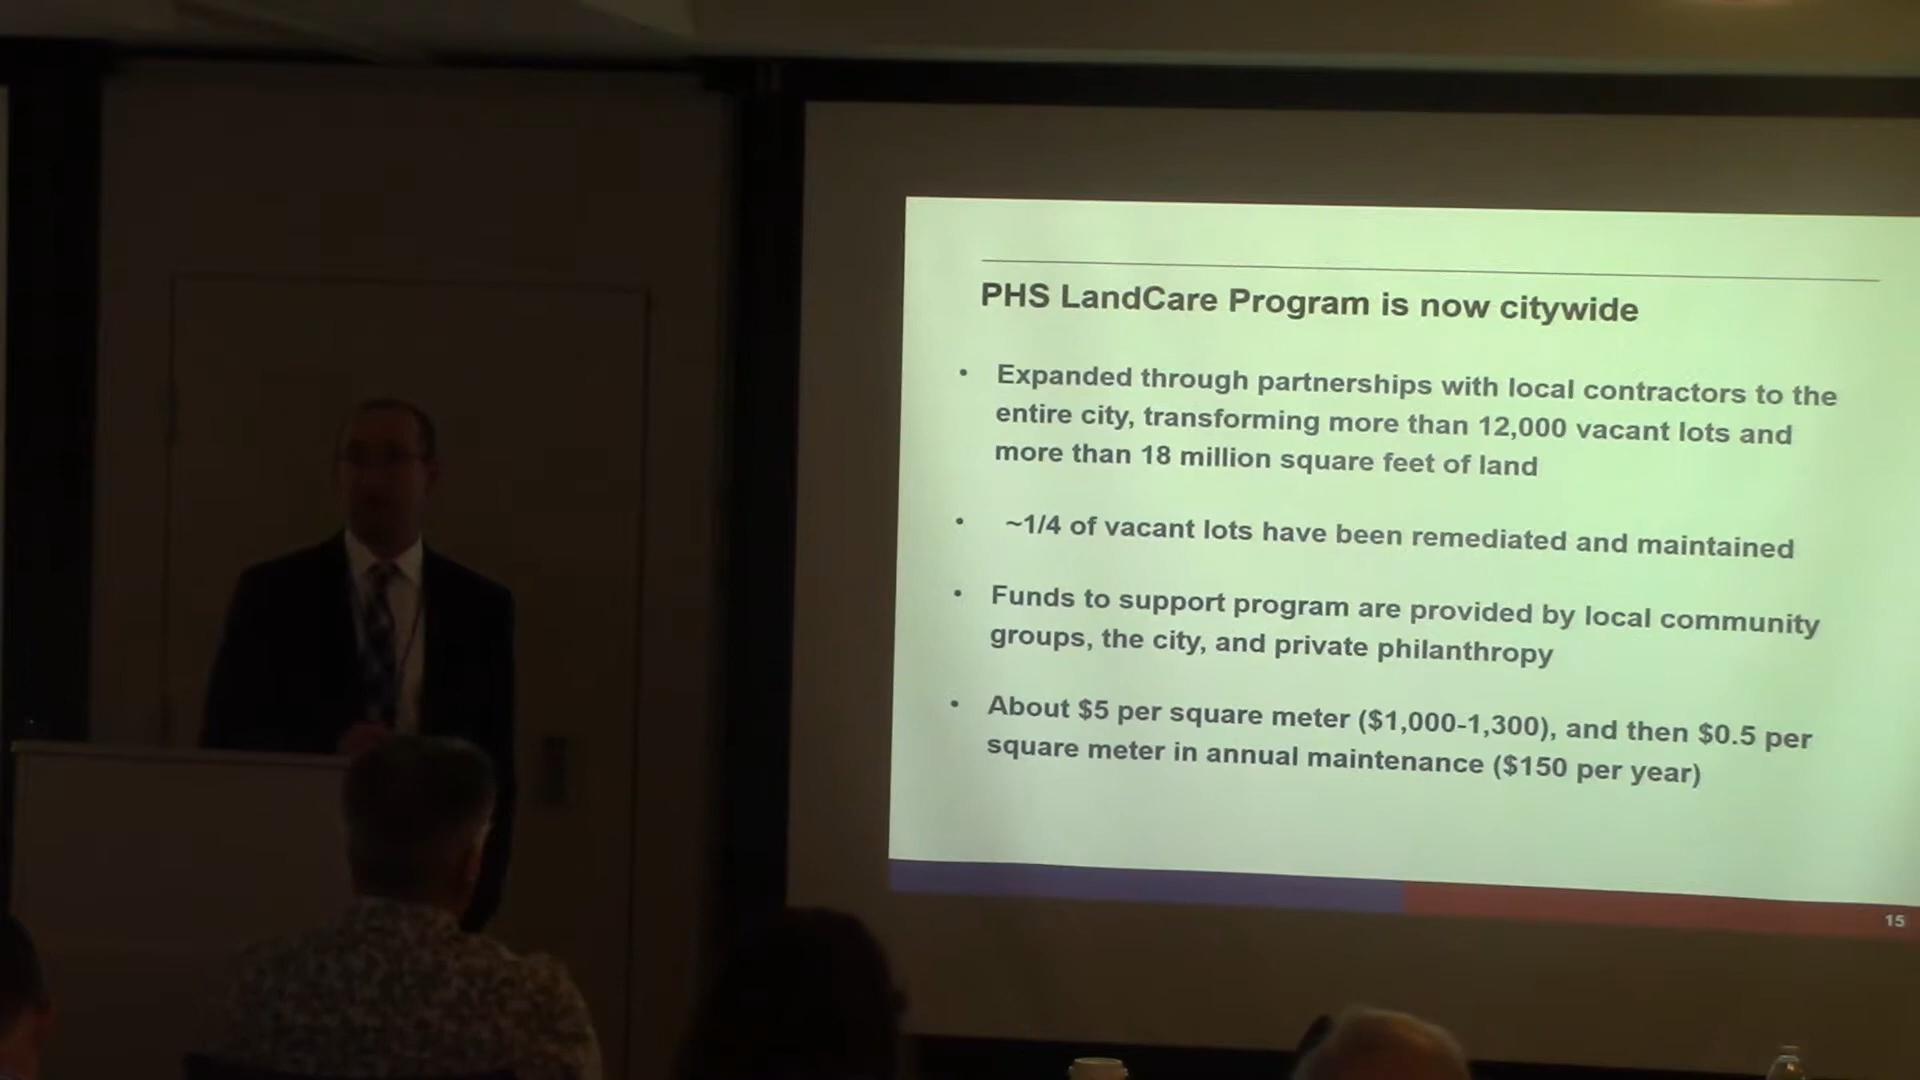 PHS LandCare Program is now citywide
• Expanded through partnerships with local contractors to the
entire city, transforming more than 12,000 vacant lots and
more than 18 million square feet of land
• ~1/4 of vacant lots have been remediated and maintained
• Funds to support program are provided by local community
groups, the city, and private philanthropy
• About $5 per square meter ($1,000-1,300), and then $0.5 per
square meter in annual maintenance ($150 per year)
15